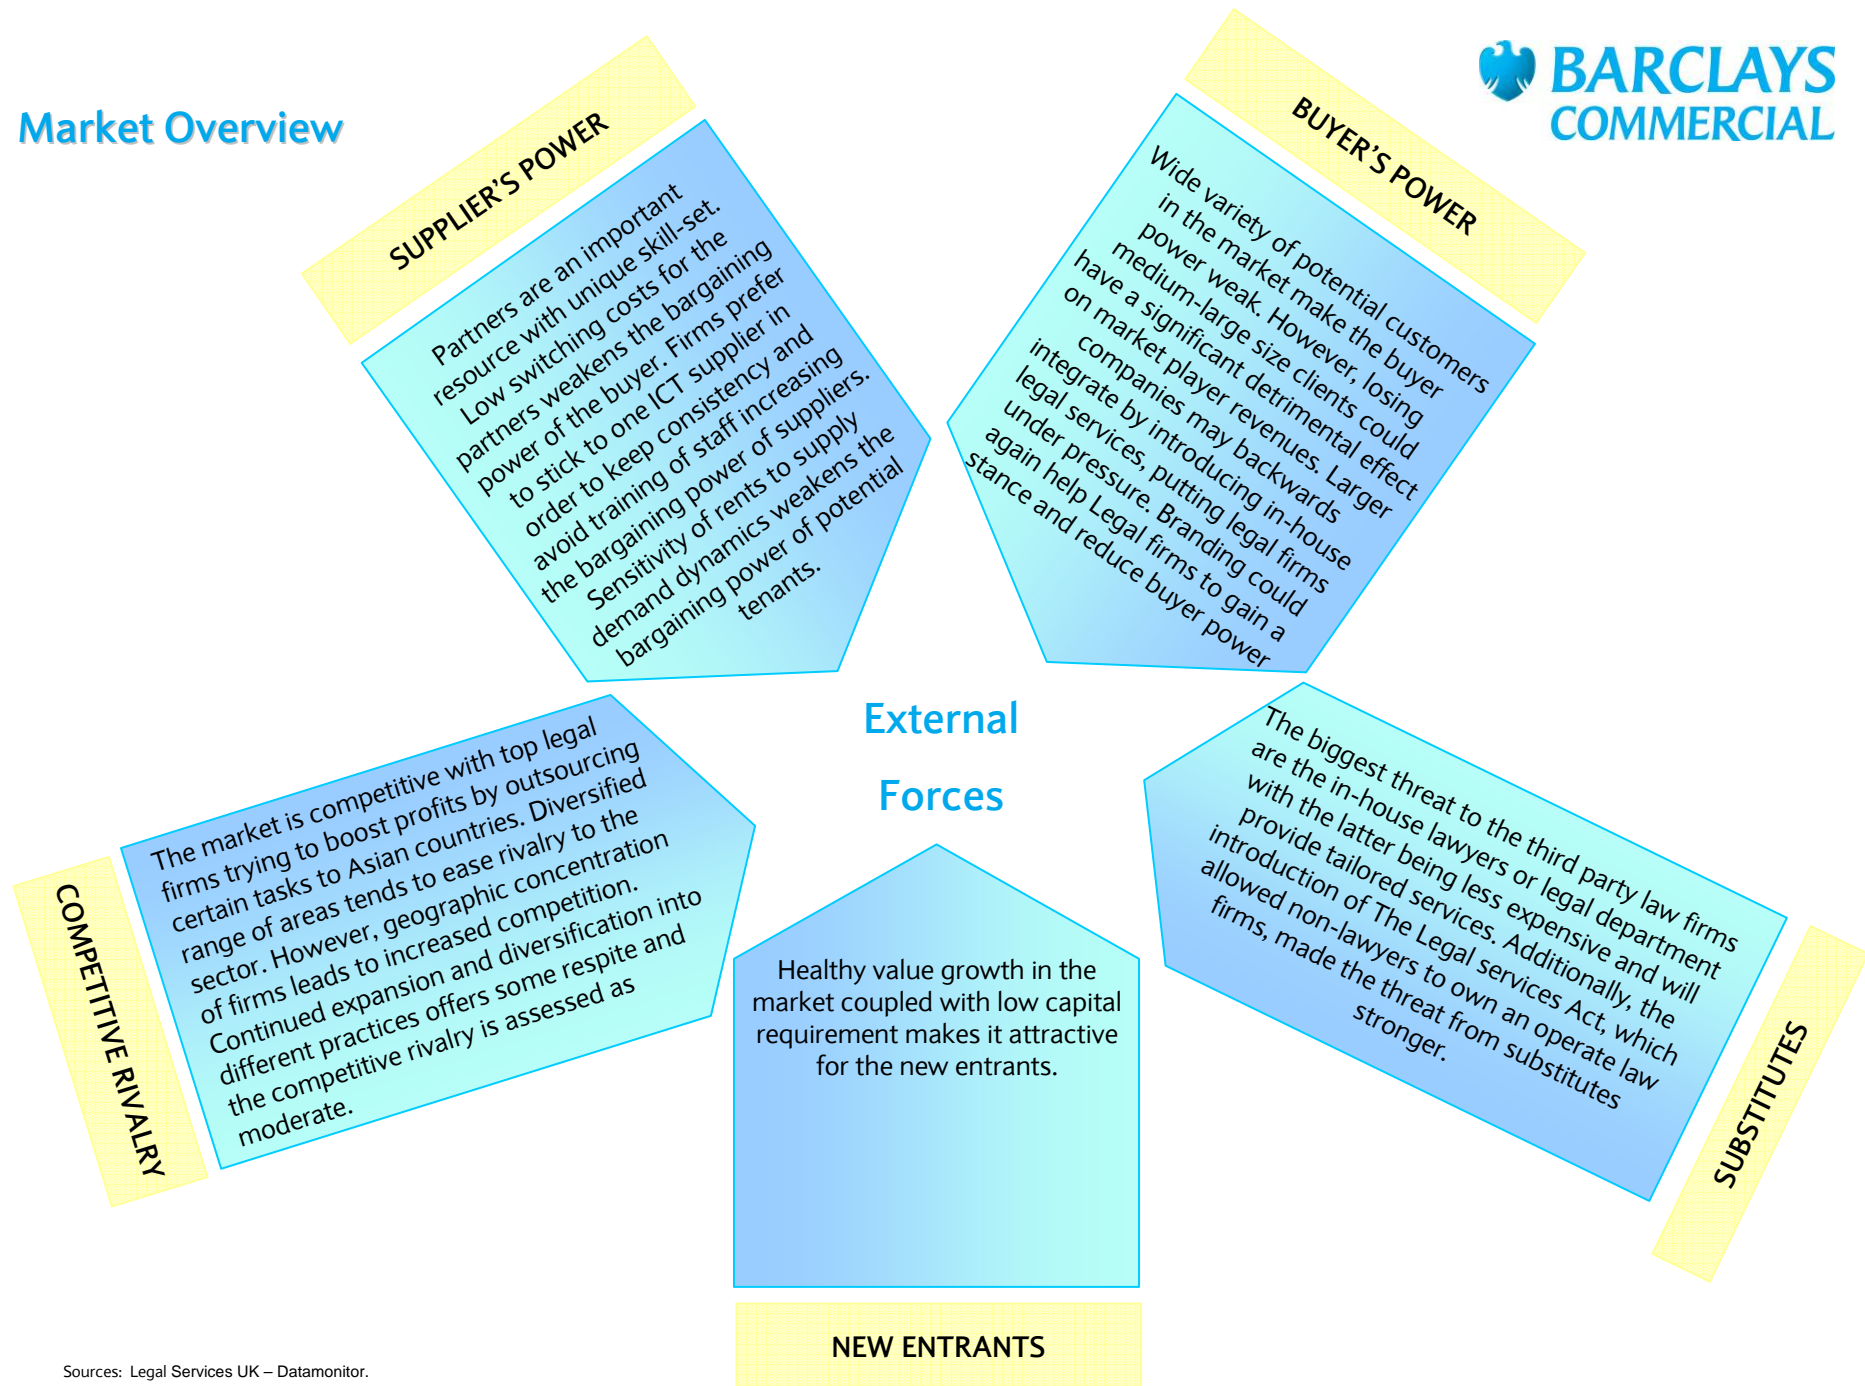 Market Overview
BARCLAYS
COMMERCIAL
SUPPLIER'S POWER
Partners are an important
resource with unique skill-set.
Low switching costs for the
partners weakens the bargaining
power of the buyer. Firms prefer
to stick to one ICT supplier in
order to keep consistency and
avoid training of staff increasing
the bargaining power of suppliers.
Sensitivity of rents to supply
demand dynamics weakens the
bargaining power of potential
tenants.
BUYER'S POWER
Wide variety of potential customers
in the market make the buyer
power weak. However, losing
medium-large size clients could
have a significant detrimental effect
on market player revenues. Larger
companies may backwards
integrate by introducing in-house
legal services, putting legal firms
under pressure. Branding could
again help Legal firms to gain a
stance and reduce buyer power
External
Forces
COMPETITIVE RIVALRY
The market is competitive with top legal
firms trying to boost profits by outsourcing
certain tasks to Asian countries. Diversified
range of areas tends to ease rivalry to the
sector. However, geographic concentration
of firms leads to increased competition.
Continued expansion and diversification into
different practices offers some respite and
the competitive rivalry is assessed as
moderate.
The biggest threat to the third party law firms
are the in-house lawyers or legal department
with the latter being less expensive and will
provide tailored services. Additionally, the
introduction of The Legal services Act, which
allowed non-lawyers to own an operate law
firms, made the threat from substitutes
stronger.
SUBSTITUTES
Healthy value growth in the
market coupled with low capital
requirement makes it attractive
for the new entrants.
NEW ENTRANTS
Sources: Legal Services UK – Datamonitor.